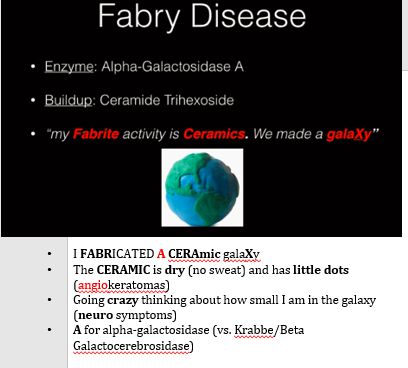 Fabry Disease
• Enzyme: Alpha-Galactosidase A
• Buildup: Ceramide Trihexoside
• “my Fabrite activity is Ceramics. We made a galaXy”
• I FABRICATED A CERAmic galaXy
• The CERAMIC is dry (no sweat) and has little dots
(angiokeratomas)
• Going crazy thinking about how small I am in the galaxy
(neuro symptoms)
• A for alpha-galactosidase (vs. Krabbe/Beta
Galactocerebrosidase)